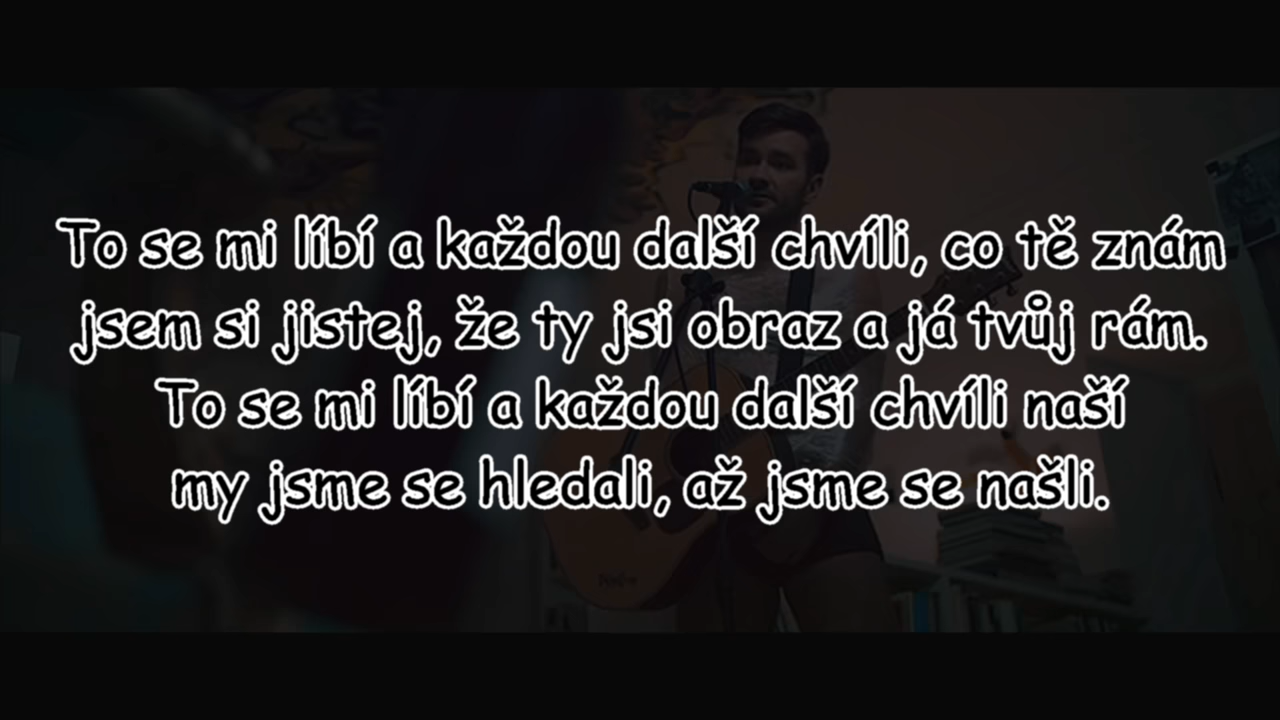 To se mi líbí a každou další chvíli, co tě znám
jsem si jistej, že ty jsi obraz a já tvůj rám.
To se mi líbí a každou další chvíli naší
my jsme se hledali, až jsme se našli.